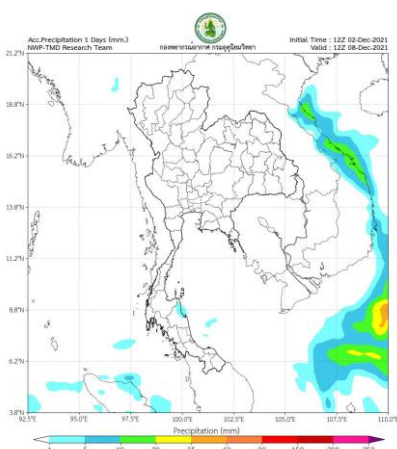 Acc.Precipitation 1 Days (mm.)
NWP-TMD Research Team
กองพยากรณ์อากาศ กรมอุตุนิยมวิทยา
Initial Time : 12Z 02-Dec-2021
Valid : 12Z 08-Dec-2021
21.2°N
18.8°N
16.2°N
13.8°N
11.2°N
8.8°N
6.2°N
3.8°N
92.5°E 95.0°E 97.5°E 100.0°E 102.5°E 105.0°E 107.5°E 110.0°E
Precipitation (mm)